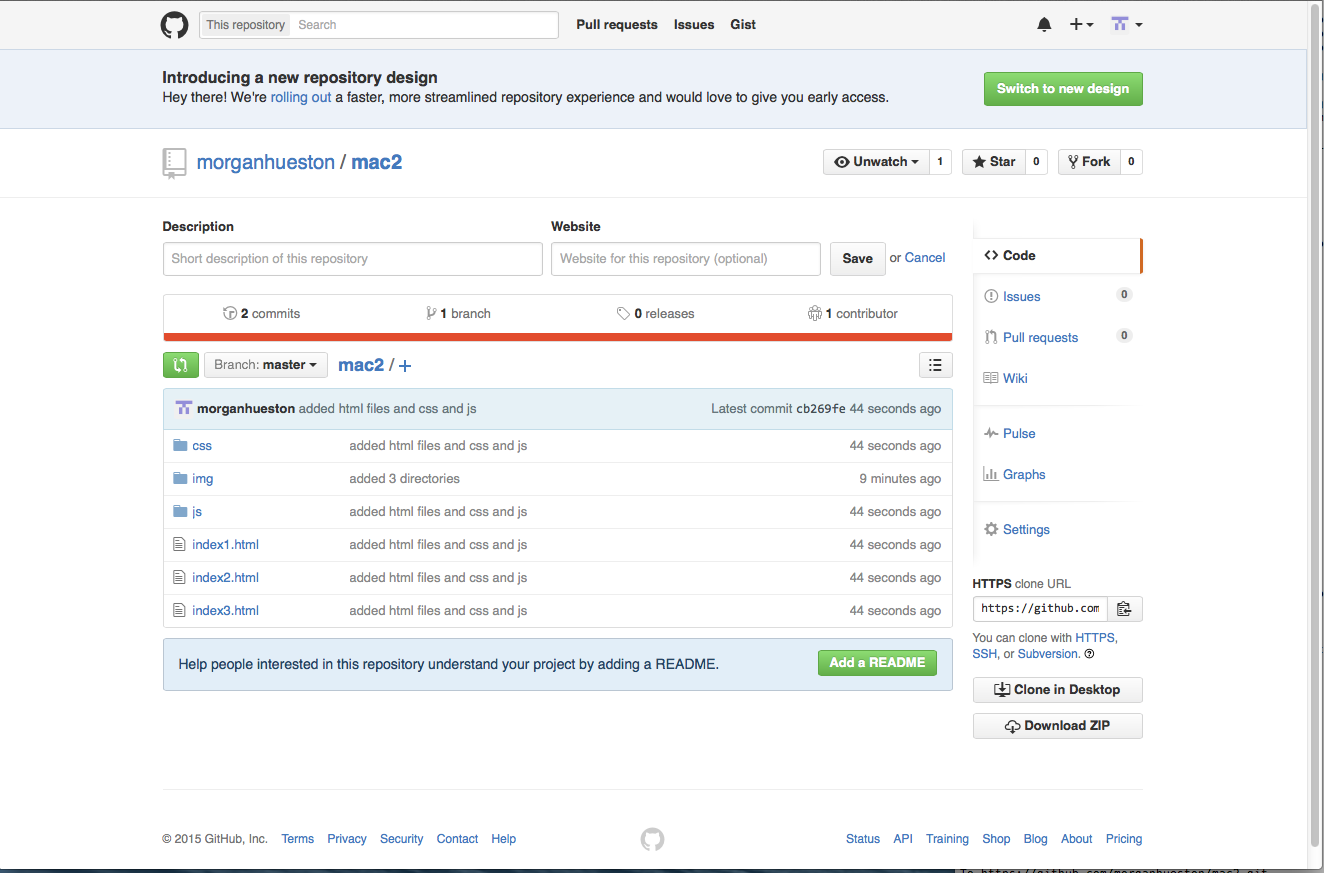 This repository Search Pull requests Issues Gist
Introducing a new repository design
Hey there! We're rolling out a faster, more streamlined repository experience and would love to give you early access.
Switch to new design
morganhueston / mac2
Unwatch 1 Star 0 Fork 0
Description Website
Short description of this repository Website for this repository (optional) Save or Cancel
2 commits 1 branch 0 releases 1 contributor
Branch: master mac2 / +
morganhueston added html files and css and js Latest commit cb269fe 44 seconds ago
css added html files and css and js 44 seconds ago
img added 3 directories 9 minutes ago
js added html files and css and js 44 seconds ago
index1.html added html files and css and js 44 seconds ago
index2.html added html files and css and js 44 seconds ago
index3.html added html files and css and js 44 seconds ago
Help people interested in this repository understand your project by adding a README. Add a README
Code
Issues 0
Pull requests 0
Wiki
Pulse
Graphs
Settings
HTTPS clone URL
https://github.com
You can clone with HTTPS,
SSH, or Subversion.
Clone in Desktop
Download ZIP
© 2015 GitHub, Inc. Terms Privacy Security Contact Help Status API Training Shop Blog About Pricing
To https://github.com/morganhueston/mac2.git